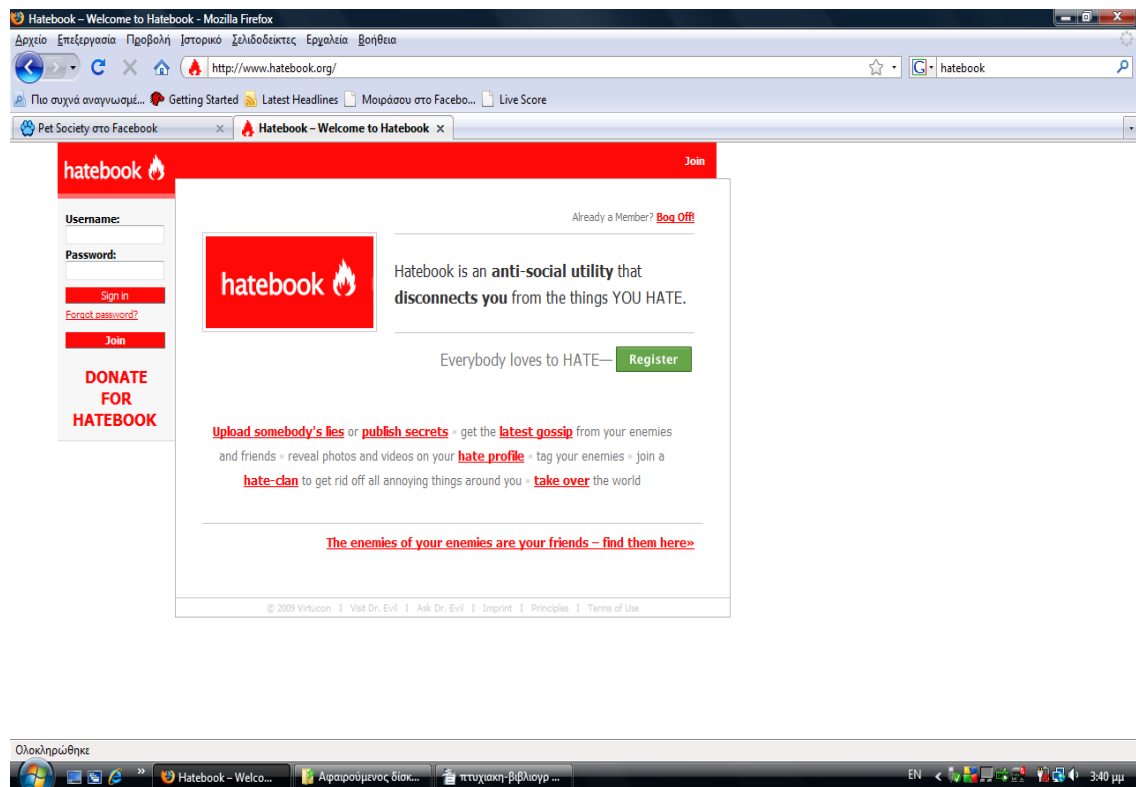 Hatebook – Welcome to Hatebook - Mozilla Firefox
Αρχείο Επεξεργασία Προβολή Ιστορικό Σελιδοδείκτες Εργαλεία Βοήθεια
http://www.hatebook.org/
hatebook
Πιο συχνά αναγνωσμέ... Getting Started Latest Headlines Μοιράσου στο Facebo... Live Score
Pet Society στο Facebook
Hatebook – Welcome to Hatebook
hatebook
Join
Username:
Password:
Sign in
Forgot password?
Join
DONATE
FOR
HATEBOOK
Already a Member? Bog Off!
hatebook
Hatebook is an anti-social utility that
disconnects you from the things YOU HATE.
Everybody loves to HATE— Register
Upload somebody's lies or publish secrets • get the latest gossip from your enemies
and friends • reveal photos and videos on your hate profile • tag your enemies • join a
hate-clan to get rid off all annoying things around you • take over the world
The enemies of your enemies are your friends – find them here»
© 2009 Virtucon I Visit Dr. Evil I Ask Dr. Evil I Imprint I Principles I Terms of Use
Ολοκληρώθηκε
Hatebook – Welco...
Αφαιρούμενος δίσκ...
πτυχιακη-βιβλιογρ ...
EN
3:40 μμ